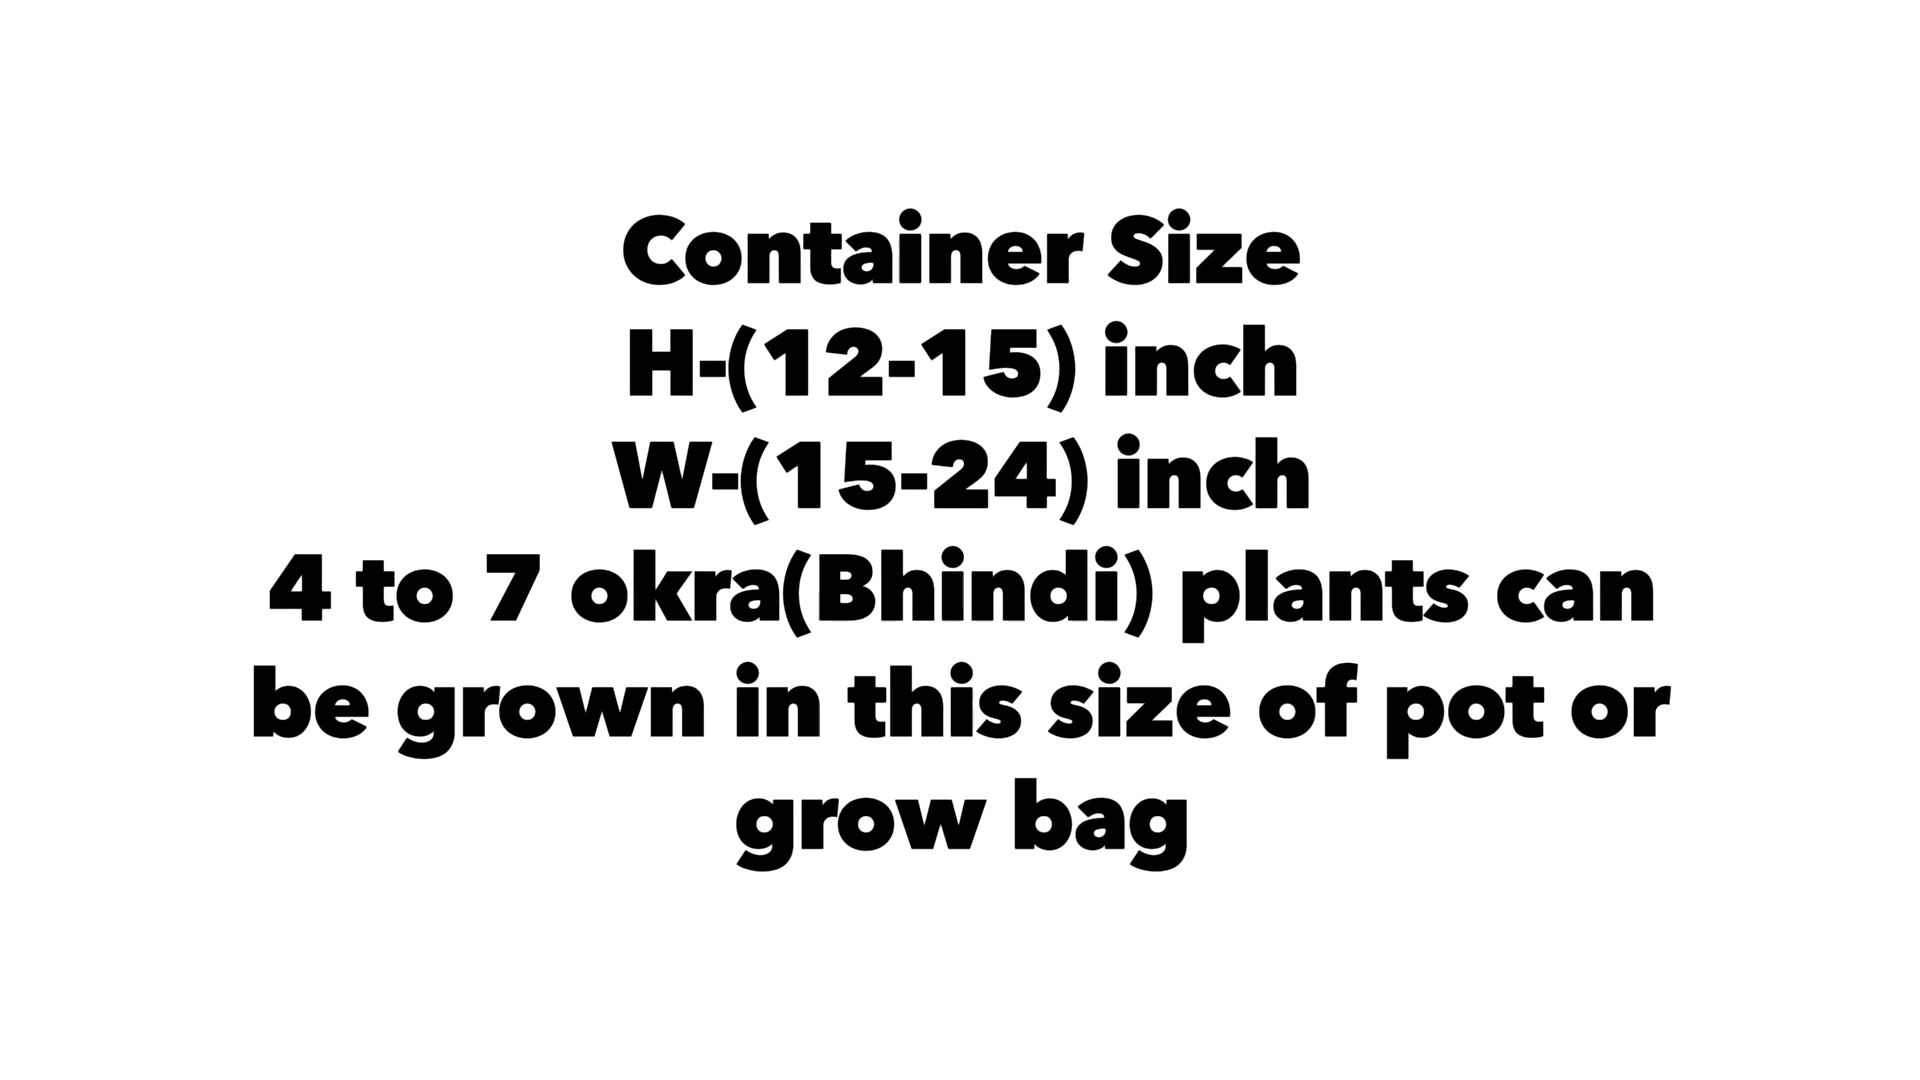 Container Size
H-(12-15) inch
W-(15-24) inch
4 to 7 okra(Bhindi) plants can
be grown in this size of pot or
grow bag